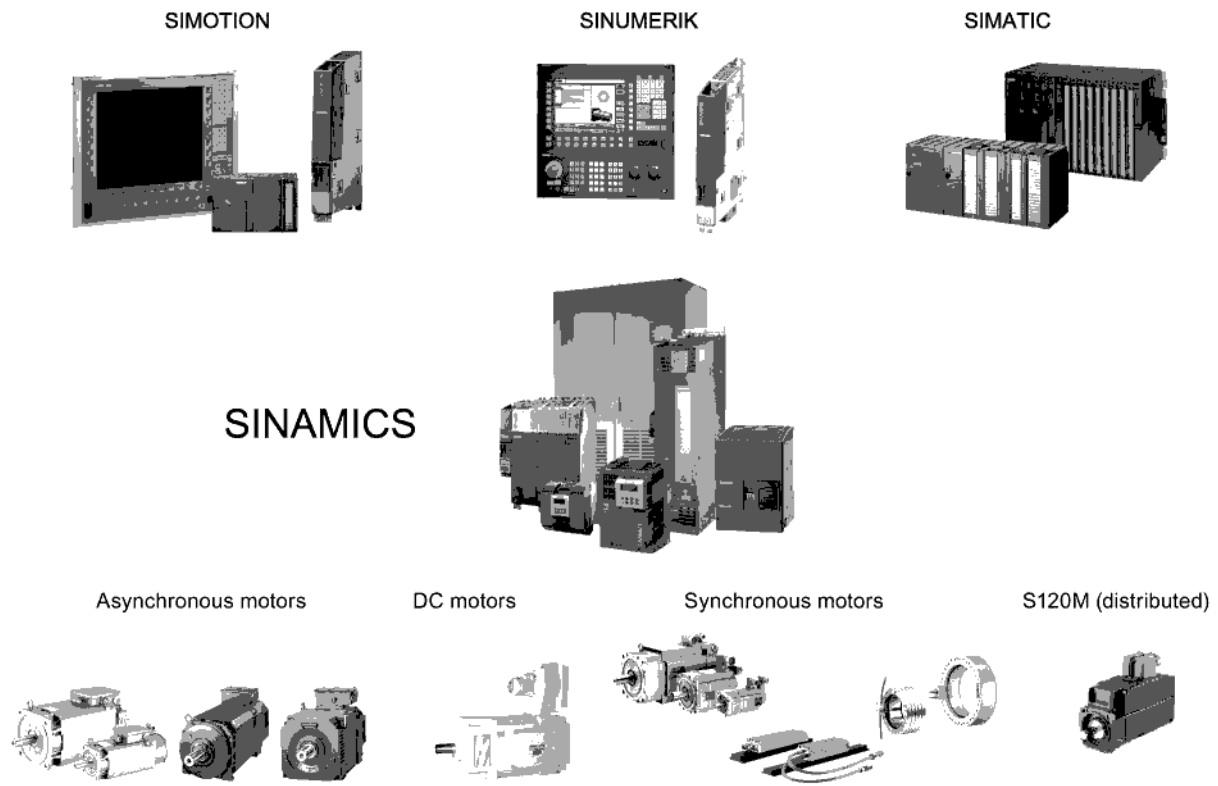 SIMOTION
SINUMERIK
SIMATIC
SINAMICS
Asynchronous motors
DC motors
Synchronous motors
S120M (distributed)